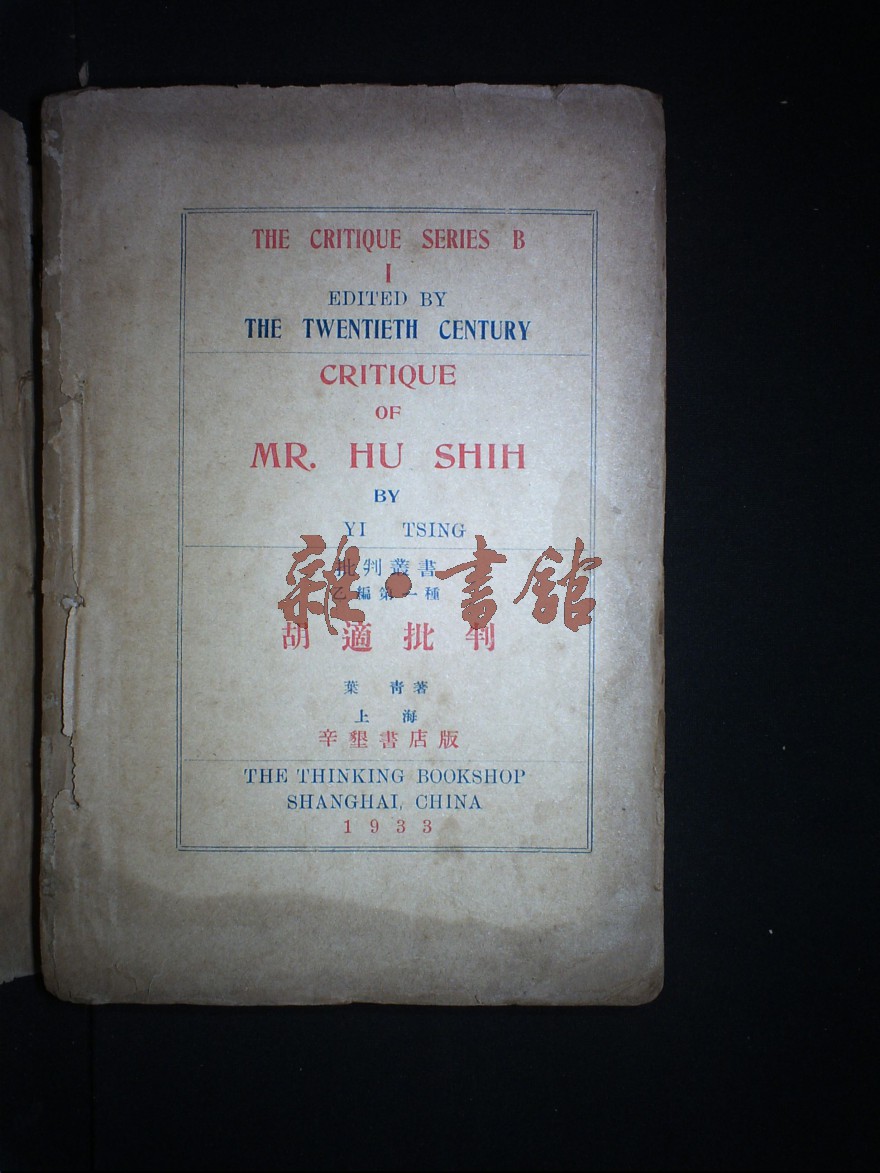 THE CRITIQUE SERIES B
I
EDITED BY
THE TWENTIETH CENTURY
CRITIQUE
OF
MR. HU SHIH
BY
YI TSING
批判叢書
乙編第一種
雜·書館
胡適批判
葉青著
上海
辛墾書店版
THE THINKING BOOKSHOP
SHANGHAI, CHINA
1933